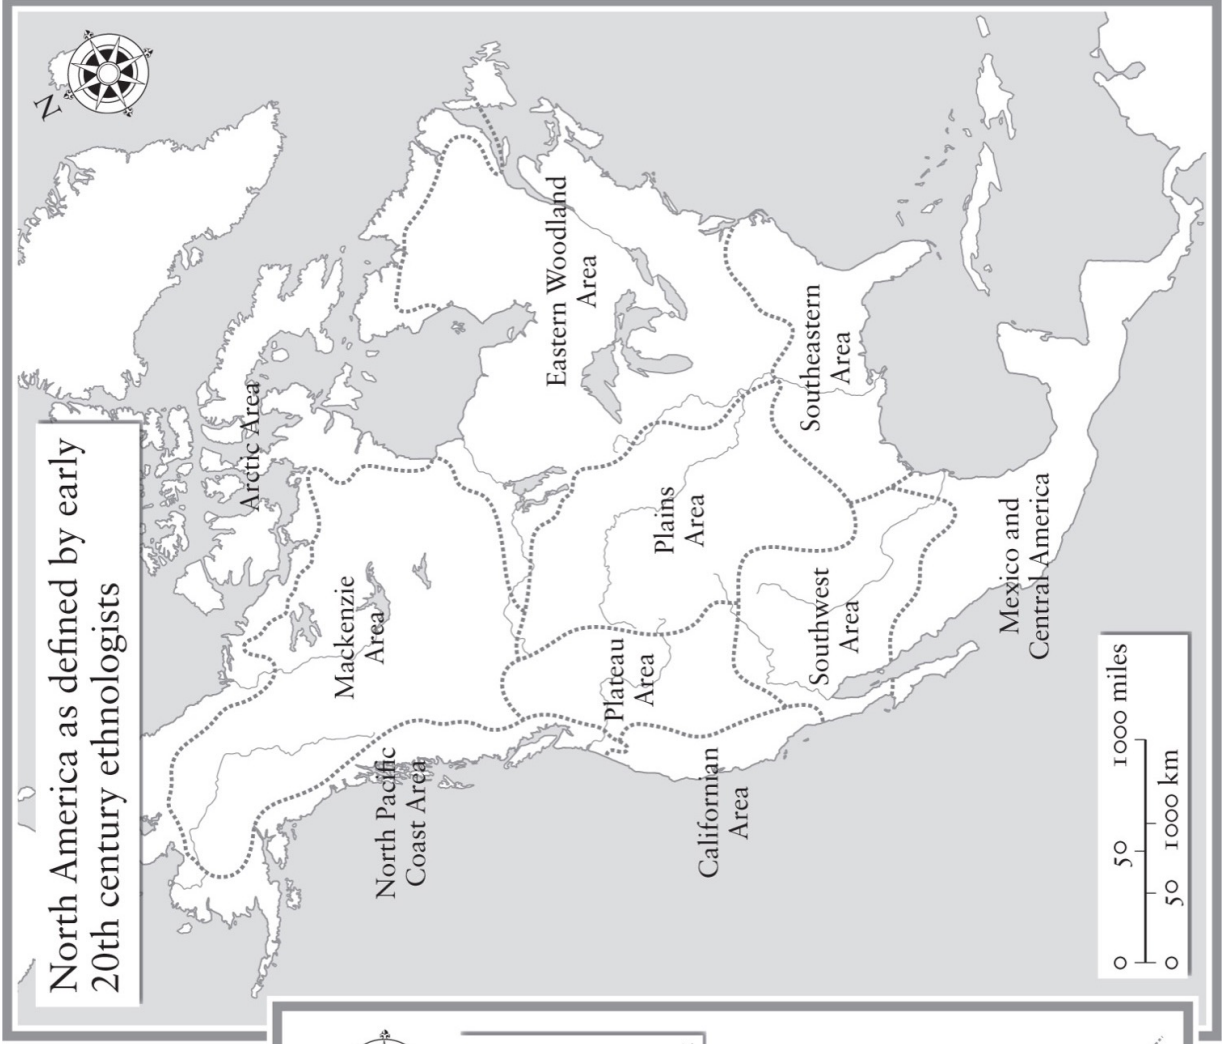 North America as defined by early
20th century ethnologists
N
Arctic Area
Mackenzie
Area
Eastern Woodland
Area
North Pacific
Coast Area
Plateau
Area
Plains
Area
Californian
Area
Southwest
Area
Southeastern
Area
Mexico and
Central America
0 50 1000 miles
0 50 1000 km